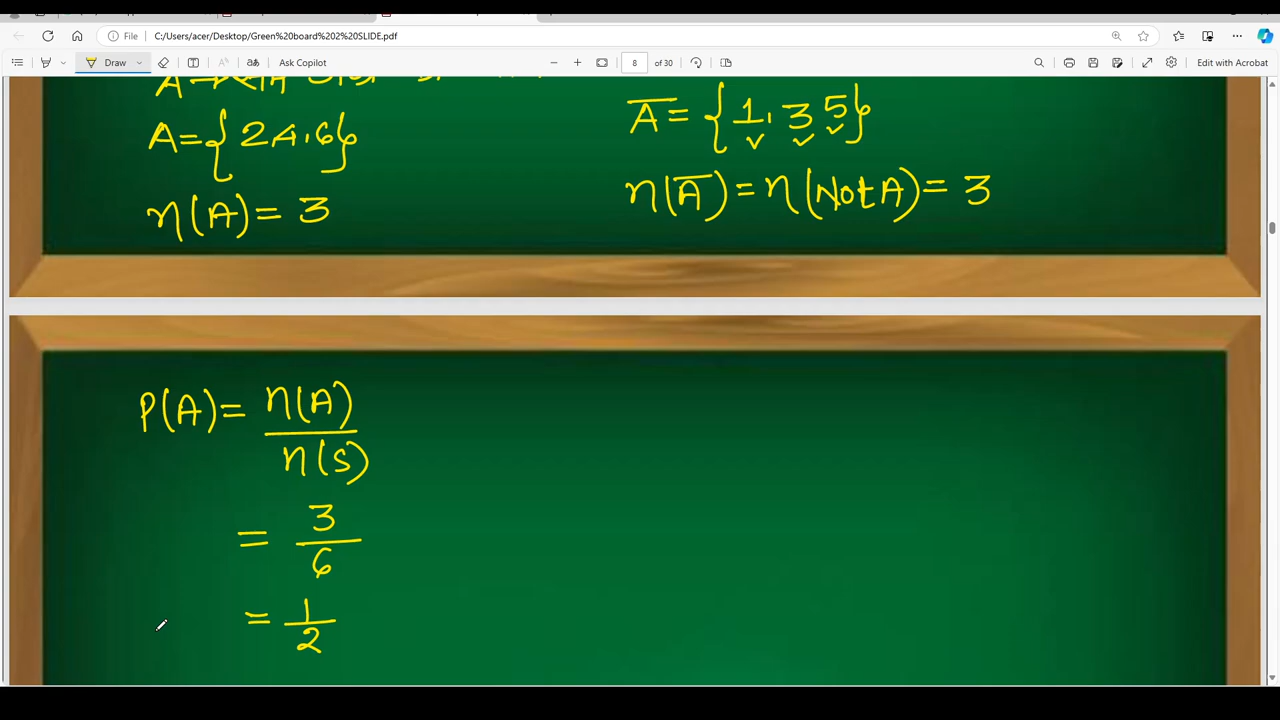 File C:/Users/acer/Desktop/Green%20board%202%20SLIDE.pdf
Draw Ask Copilot 8 of 30 Edit with Acrobat
A = {2 4, 6}
n(A) = 3
A̅ = {1, 3 5}
n(A̅) = n(Not A) = 3
P(A) = n(A)
n(S)
= 3
6
= 1
2